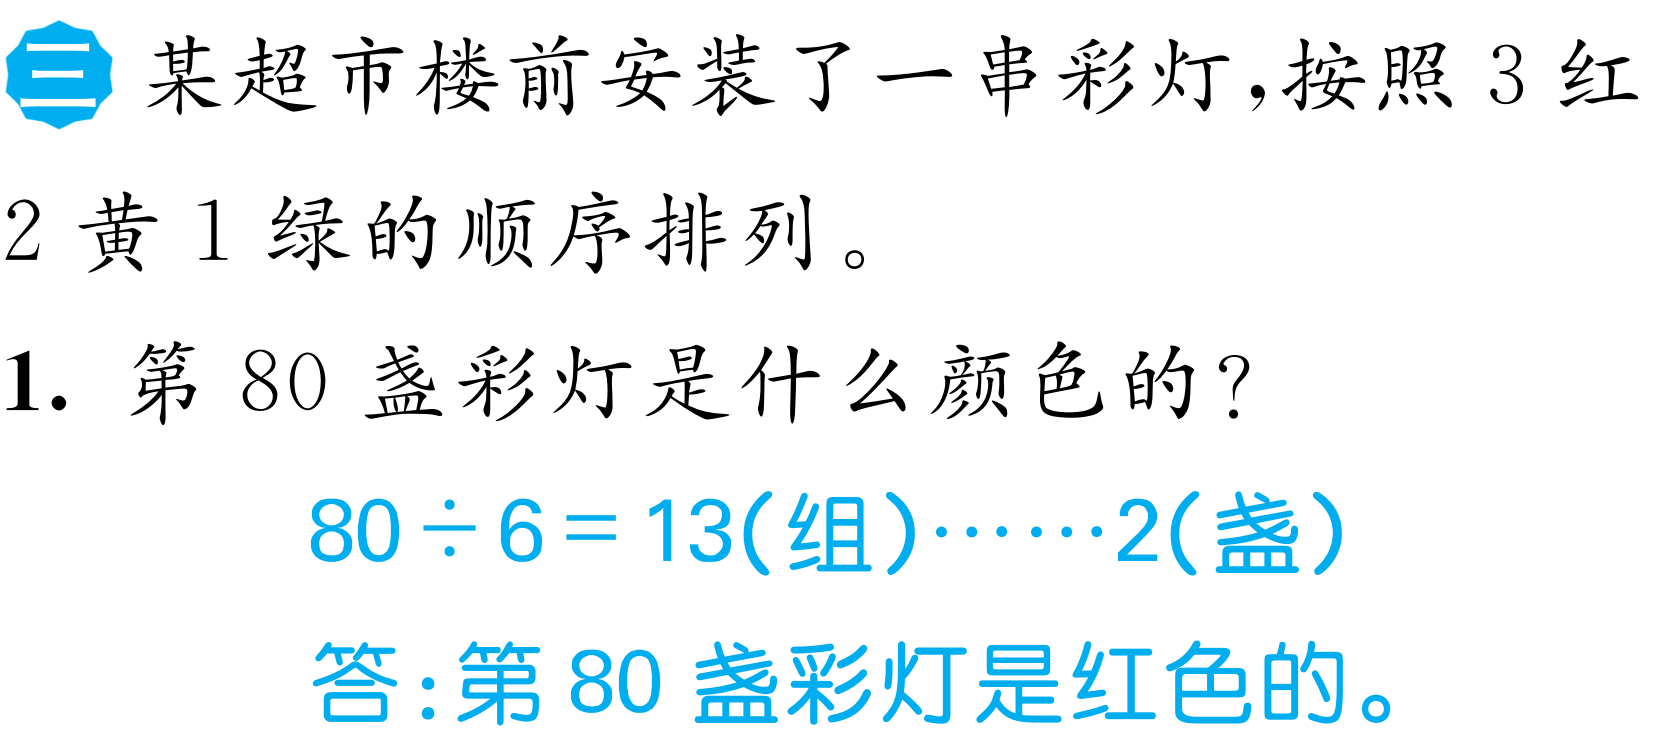 三 某超市楼前安装了一串彩灯,按照 3 红
2 黄 1 绿的顺序排列。
1. 第 80 盏彩灯是什么颜色的?
80÷6=13(组)……2(盏)
答:第 80 盏彩灯是红色的。